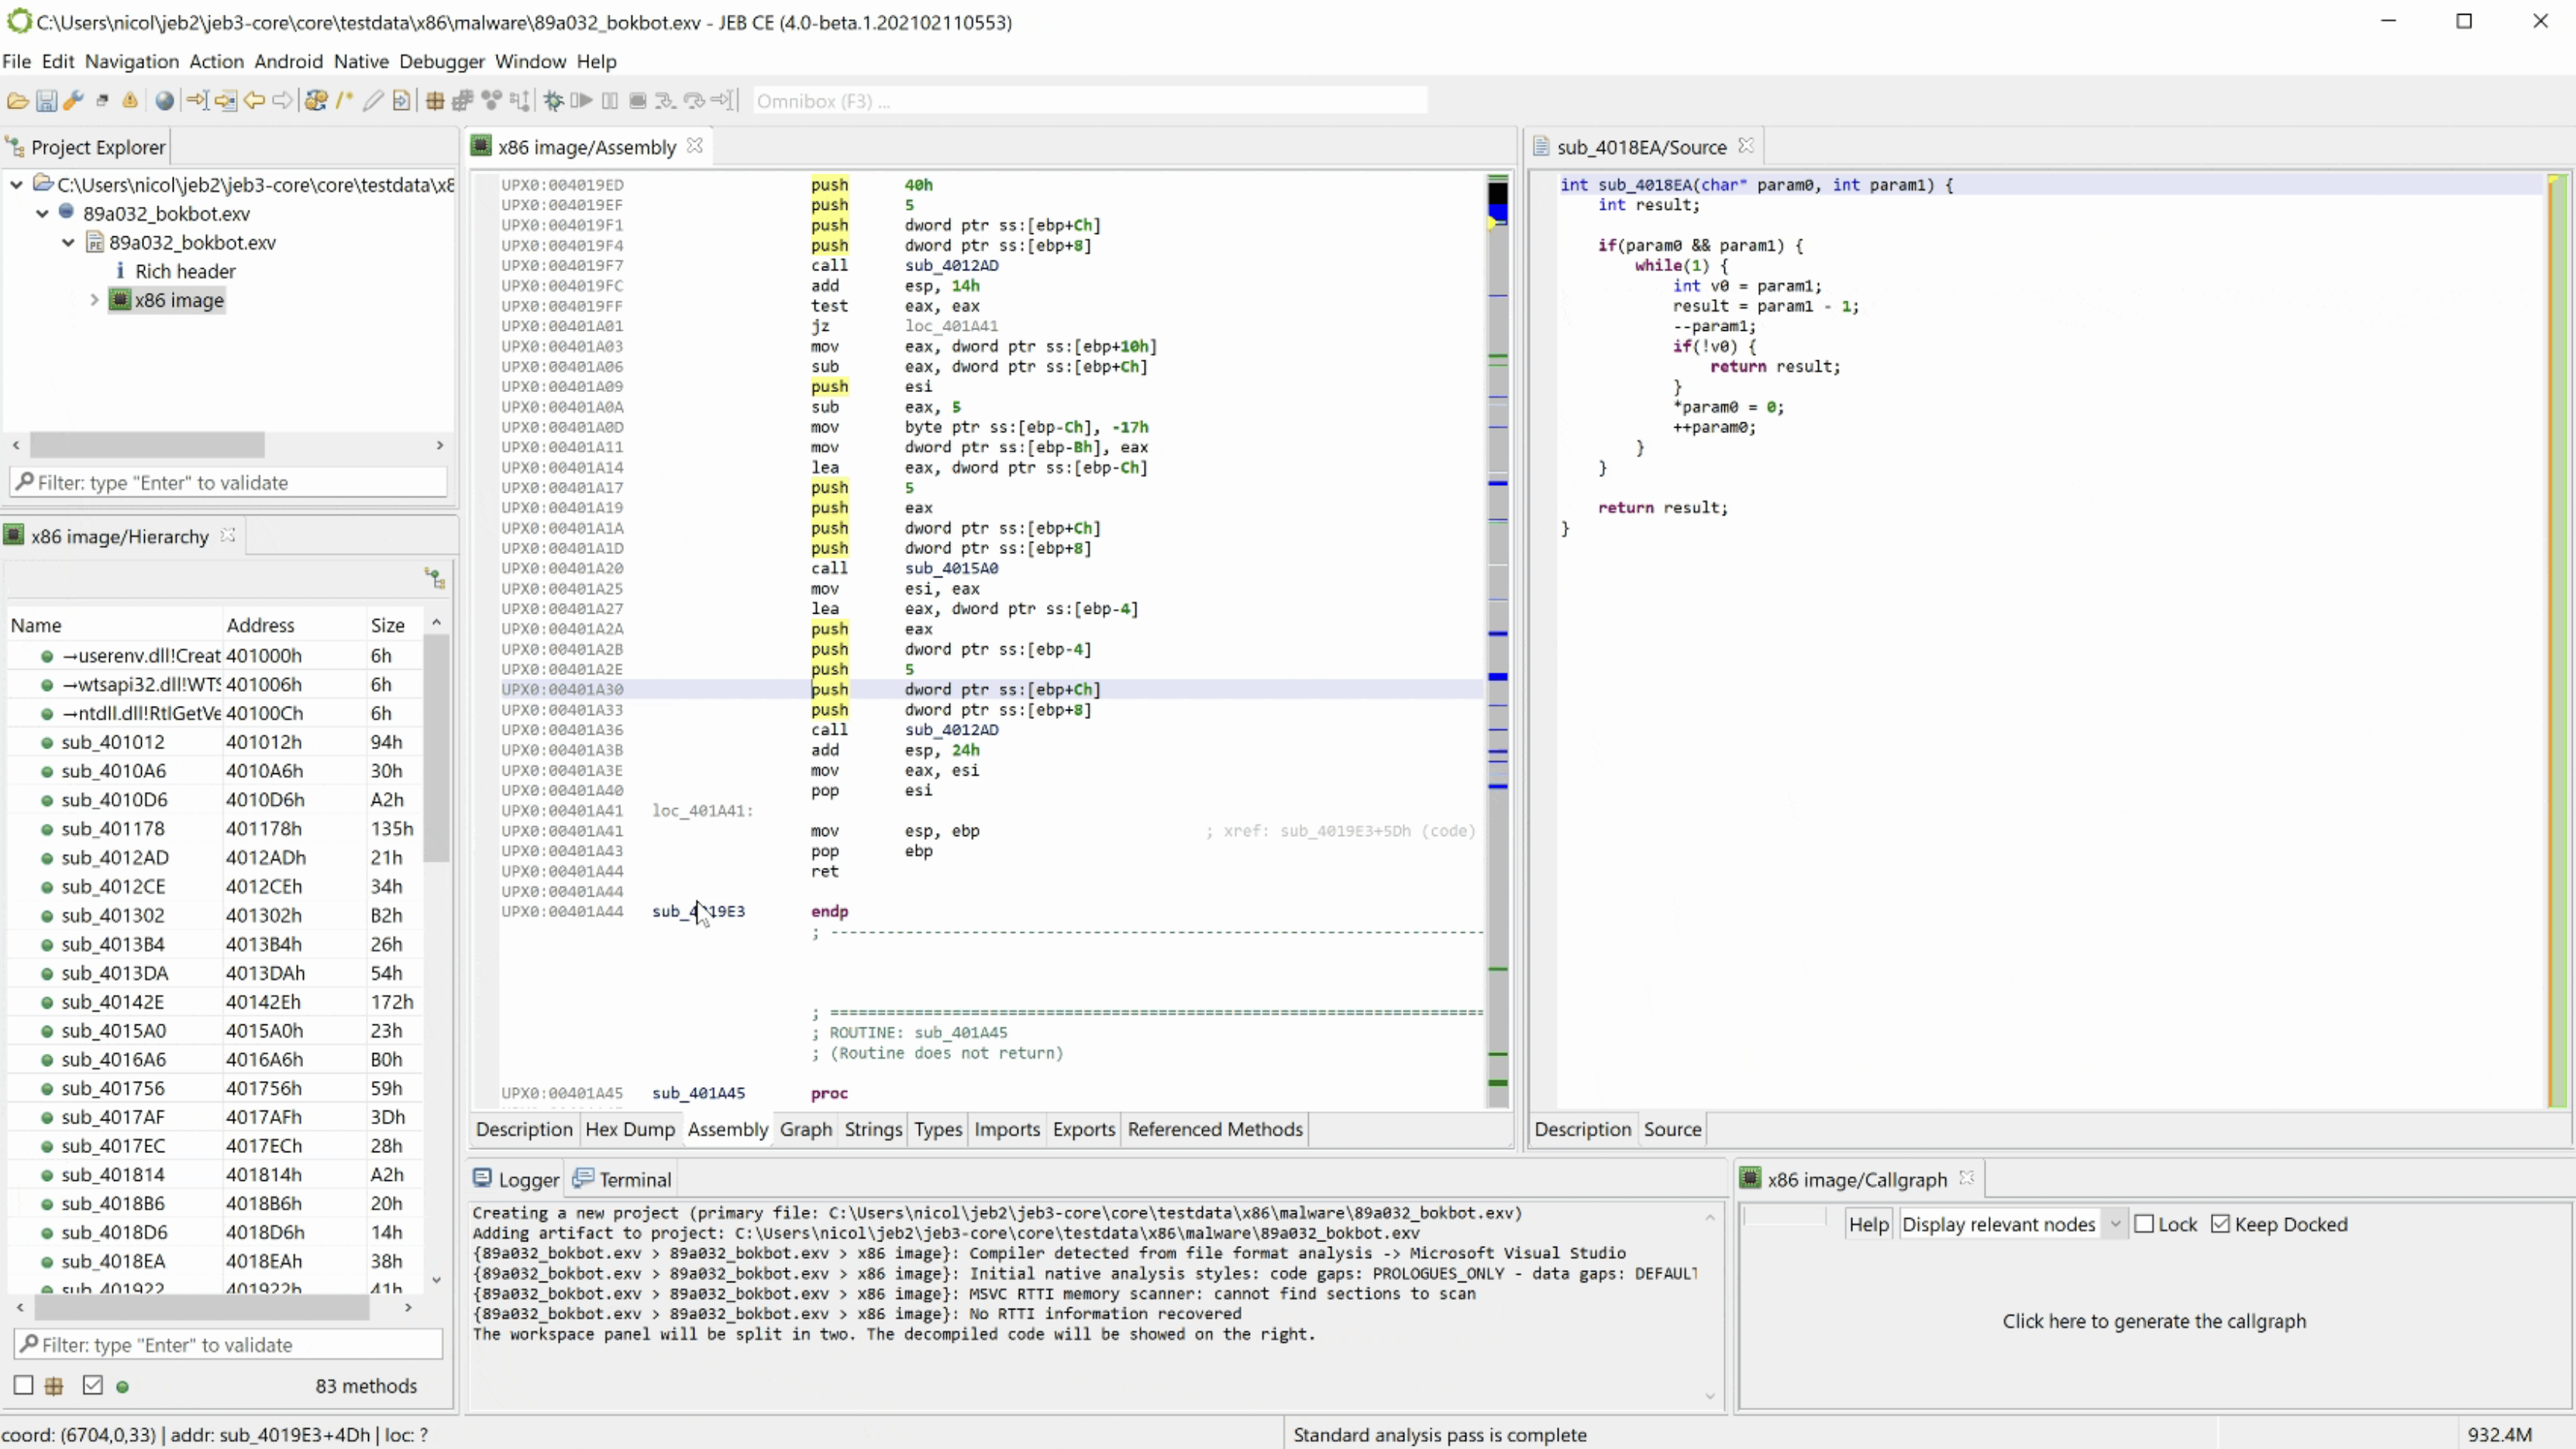 C:\Users\nicol\jeb2\jeb3-core\core\testdata\x86\malware\89a032_bokbot.exv - JEB CE (4.0-beta.1.202102110553)
File Edit Navigation Action Android Native Debugger Window Help
Omnibox (F3) ...
Project Explorer
C:\Users\nicol\jeb2\jeb3-core\core\testdata\x8
89a032_bokbot.exv
89a032_bokbot.exv
Rich header
x86 image
Filter: type "Enter" to validate
x86 image/Hierarchy
Name Address Size
→userenv.dll!Creat 401000h 6h
→wtsapi32.dll!WTS 401006h 6h
→ntdll.dll!RtlGetVe 40100Ch 6h
sub_401012 401012h 94h
sub_4010A6 4010A6h 30h
sub_4010D6 4010D6h A2h
sub_401178 401178h 135h
sub_4012AD 4012ADh 21h
sub_4012CE 4012CEh 34h
sub_401302 401302h B2h
sub_4013B4 4013B4h 26h
sub_4013DA 4013DAh 54h
sub_40142E 40142Eh 172h
sub_4015A0 4015A0h 23h
sub_4016A6 4016A6h B0h
sub_401756 401756h 59h
sub_4017AF 4017AFh 3Dh
sub_4017EC 4017ECh 28h
sub_401814 401814h A2h
sub_4018B6 4018B6h 20h
sub_4018D6 4018D6h 14h
sub_4018EA 4018EAh 38h
sub_401922 401922h 41h
Filter: type "Enter" to validate
83 methods
x86 image/Assembly
UPX0:004019ED push 40h
UPX0:004019EF push 5
UPX0:004019F1 push dword ptr ss:[ebp+Ch]
UPX0:004019F4 push dword ptr ss:[ebp+8]
UPX0:004019F7 call sub_4012AD
UPX0:004019FC add esp, 14h
UPX0:004019FF test eax, eax
UPX0:00401A01 jz loc_401A41
UPX0:00401A03 mov eax, dword ptr ss:[ebp+10h]
UPX0:00401A06 sub eax, dword ptr ss:[ebp+Ch]
UPX0:00401A09 push esi
UPX0:00401A0A sub eax, 5
UPX0:00401A0D mov byte ptr ss:[ebp-Ch], -17h
UPX0:00401A11 mov dword ptr ss:[ebp-Bh], eax
UPX0:00401A14 lea eax, dword ptr ss:[ebp-Ch]
UPX0:00401A17 push 5
UPX0:00401A19 push eax
UPX0:00401A1A push dword ptr ss:[ebp+Ch]
UPX0:00401A1D push dword ptr ss:[ebp+8]
UPX0:00401A20 call sub_4015A0
UPX0:00401A25 mov esi, eax
UPX0:00401A27 lea eax, dword ptr ss:[ebp-4]
UPX0:00401A2A push eax
UPX0:00401A2B push dword ptr ss:[ebp-4]
UPX0:00401A2E push 5
UPX0:00401A30 push dword ptr ss:[ebp+Ch]
UPX0:00401A33 push dword ptr ss:[ebp+8]
UPX0:00401A36 call sub_4012AD
UPX0:00401A3B add esp, 24h
UPX0:00401A3E mov eax, esi
UPX0:00401A40 pop esi
UPX0:00401A41 loc_401A41:
UPX0:00401A41 mov esp, ebp ; xref: sub_4019E3+5Dh (code)
UPX0:00401A43 pop ebp
UPX0:00401A44 ret
UPX0:00401A44
UPX0:00401A44 sub_4019E3 endp
; ----------------------------------------------------------------------
; ======================================================================
; ROUTINE: sub_401A45
; (Routine does not return)
UPX0:00401A45 sub_401A45 proc
Description Hex Dump Assembly Graph Strings Types Imports Exports Referenced Methods
sub_4018EA/Source
int sub_4018EA(char* param0, int param1) {
int result;
if(param0 && param1) {
while(1) {
int v0 = param1;
result = param1 - 1;
--param1;
if(!v0) {
return result;
}
*param0 = 0;
++param0;
}
}
return result;
}
Description Source
Logger Terminal
Creating a new project (primary file: C:\Users\nicol\jeb2\jeb3-core\core\testdata\x86\malware\89a032_bokbot.exv)
Adding artifact to project: C:\Users\nicol\jeb2\jeb3-core\core\testdata\x86\malware\89a032_bokbot.exv
{89a032_bokbot.exv > 89a032_bokbot.exv > x86 image}: Compiler detected from file format analysis -> Microsoft Visual Studio
{89a032_bokbot.exv > 89a032_bokbot.exv > x86 image}: Initial native analysis styles: code gaps: PROLOGUES_ONLY - data gaps: DEFAULT
{89a032_bokbot.exv > 89a032_bokbot.exv > x86 image}: MSVC RTTI memory scanner: cannot find sections to scan
{89a032_bokbot.exv > 89a032_bokbot.exv > x86 image}: No RTTI information recovered
The workspace panel will be split in two. The decompiled code will be showed on the right.
x86 image/Callgraph
Help Display relevant nodes Lock Keep Docked
Click here to generate the callgraph
coord: (6704,0,33) | addr: sub_4019E3+4Dh | loc: ? Standard analysis pass is complete 932.4M